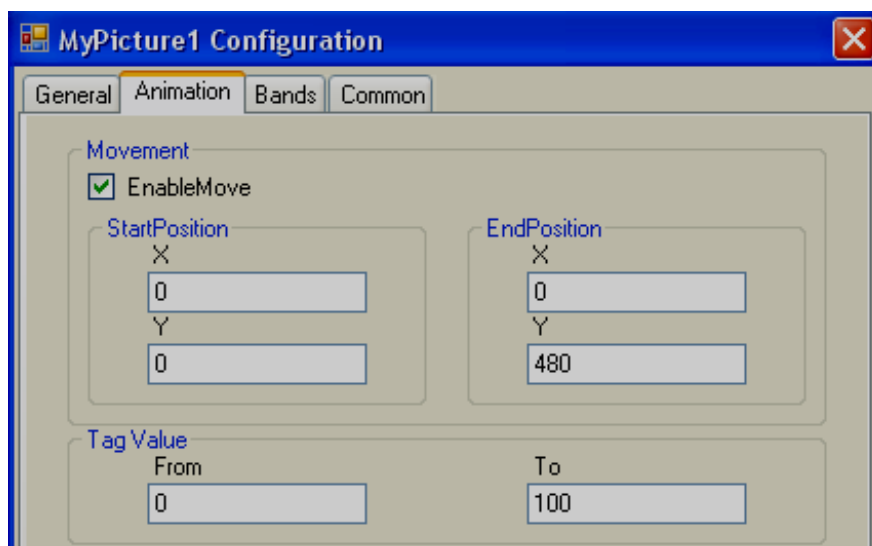 MyPicture1 Configuration
General Animation Bands Common
Movement
EnableMove
StartPosition EndPosition
X X
0 0
Y Y
0 480
Tag Value
From To
0 100